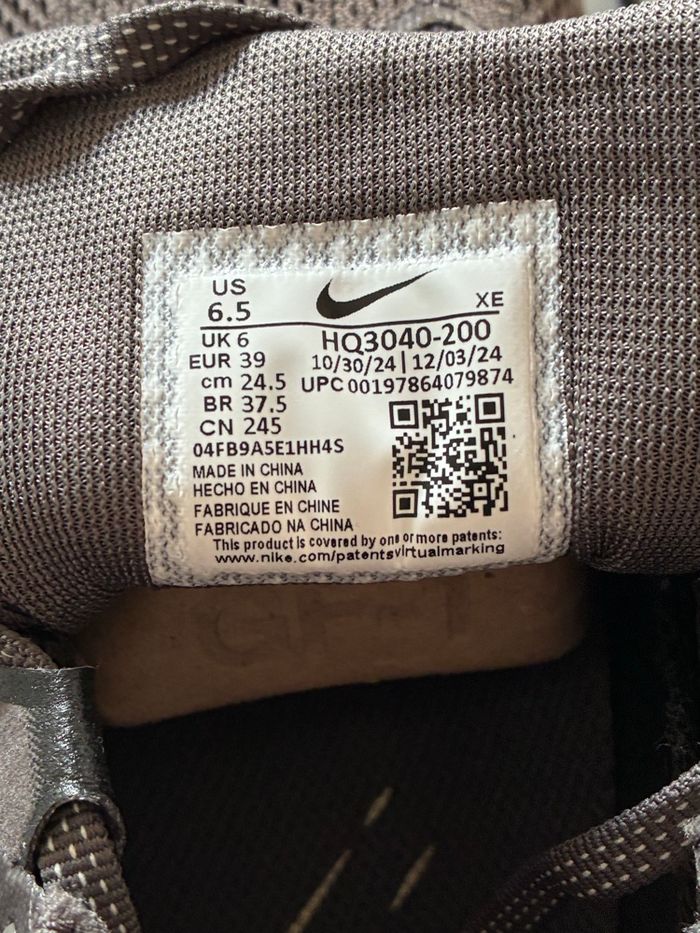 US
6.5
XE
UK 6
HQ3040-200
EUR 39
10/30/24 | 12/03/24
cm 24.5
UPC 00197864079874
BR 37.5
CN 245
04FB9A5E1HH4S
MADE IN CHINA
HECHO EN CHINA
FABRIQUE EN CHINE
FABRICADO NA CHINA
This product is covered by one or more patents:
www.nike.com/patentsvirtualmarking